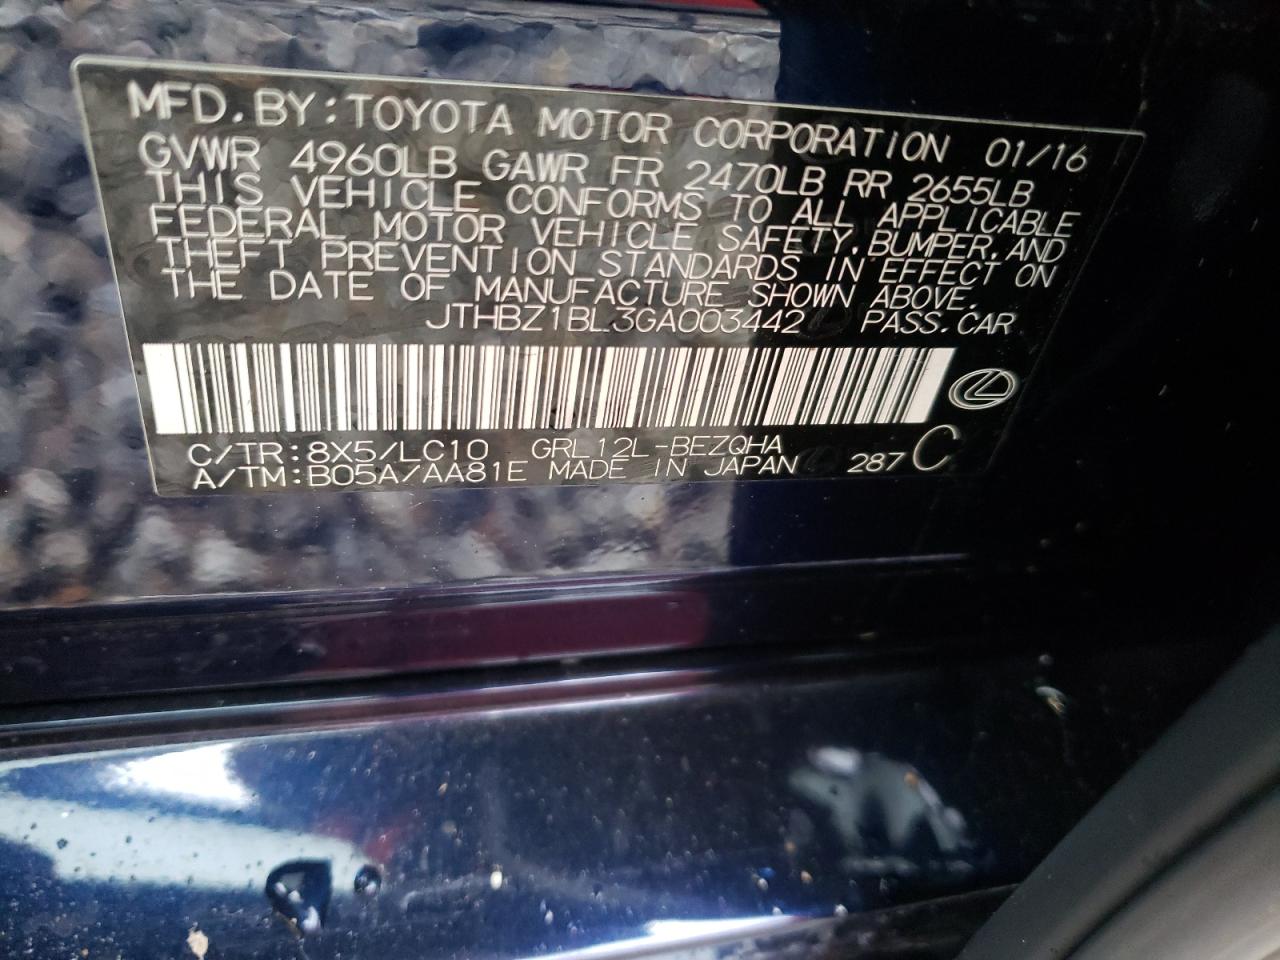 MFD. BY: TOYOTA MOTOR CORPORATION 01/16
GVWR 4960LB GAWR FR 2470LB RR 2655LB
THIS VEHICLE CONFORMS TO ALL APPLICABLE
FEDERAL MOTOR VEHICLE SAFETY, BUMPER, AND
THEFT PREVENTION STANDARDS IN EFFECT ON
THE DATE OF MANUFACTURE SHOWN ABOVE.
JTHBZ1BL3GA003442 PASS. CAR
C/TR: 8X5/LC10 GRL12L-BEZQHA
A/TM: B05A/AA81E MADE IN JAPAN 287 C